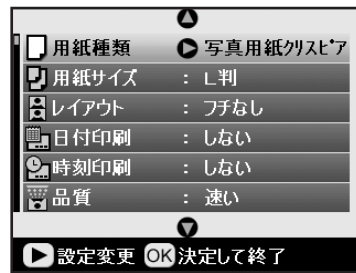 用紙種類 写真用紙クリスピア
用紙サイズ : L判
レイアウト : フチなし
日付印刷 : しない
時刻印刷 : しない
品質 : 速い
設定変更 OK 決定して終了